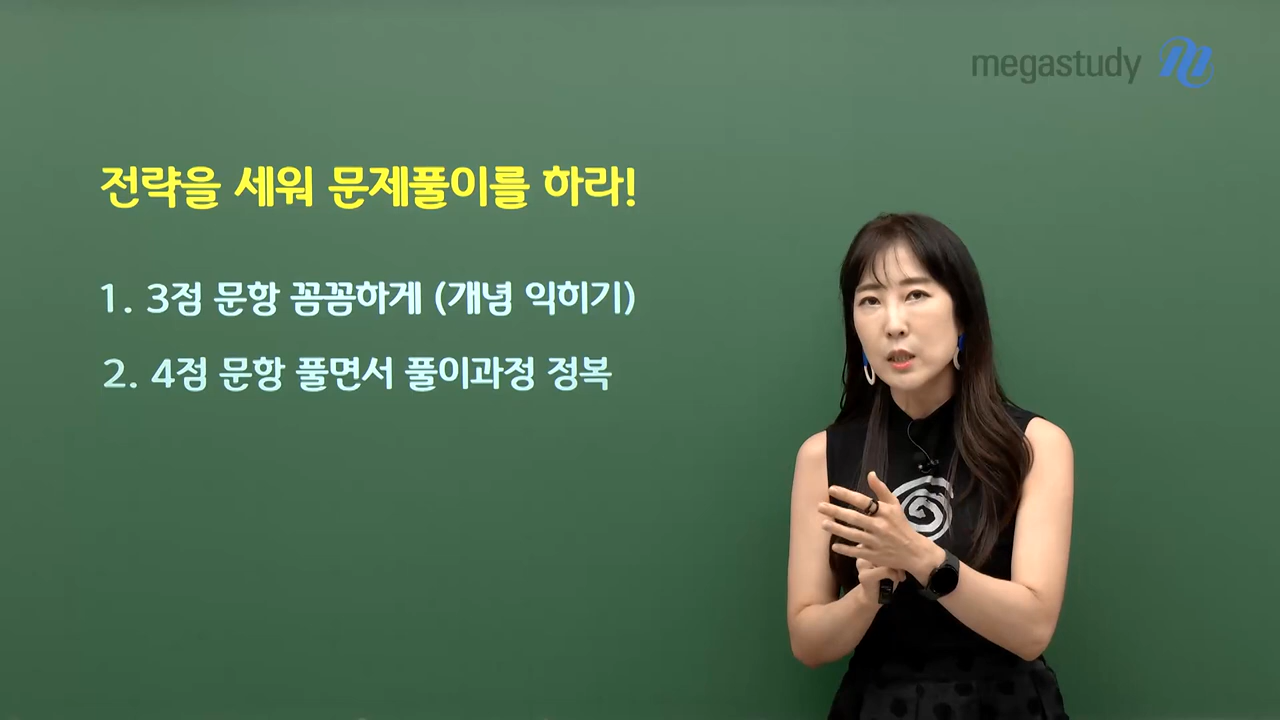 megastudy
전략을 세워 문제풀이를 하라!
1. 3점 문항 꼼꼼하게 (개념 익히기)
2. 4점 문항 풀면서 풀이과정 정복